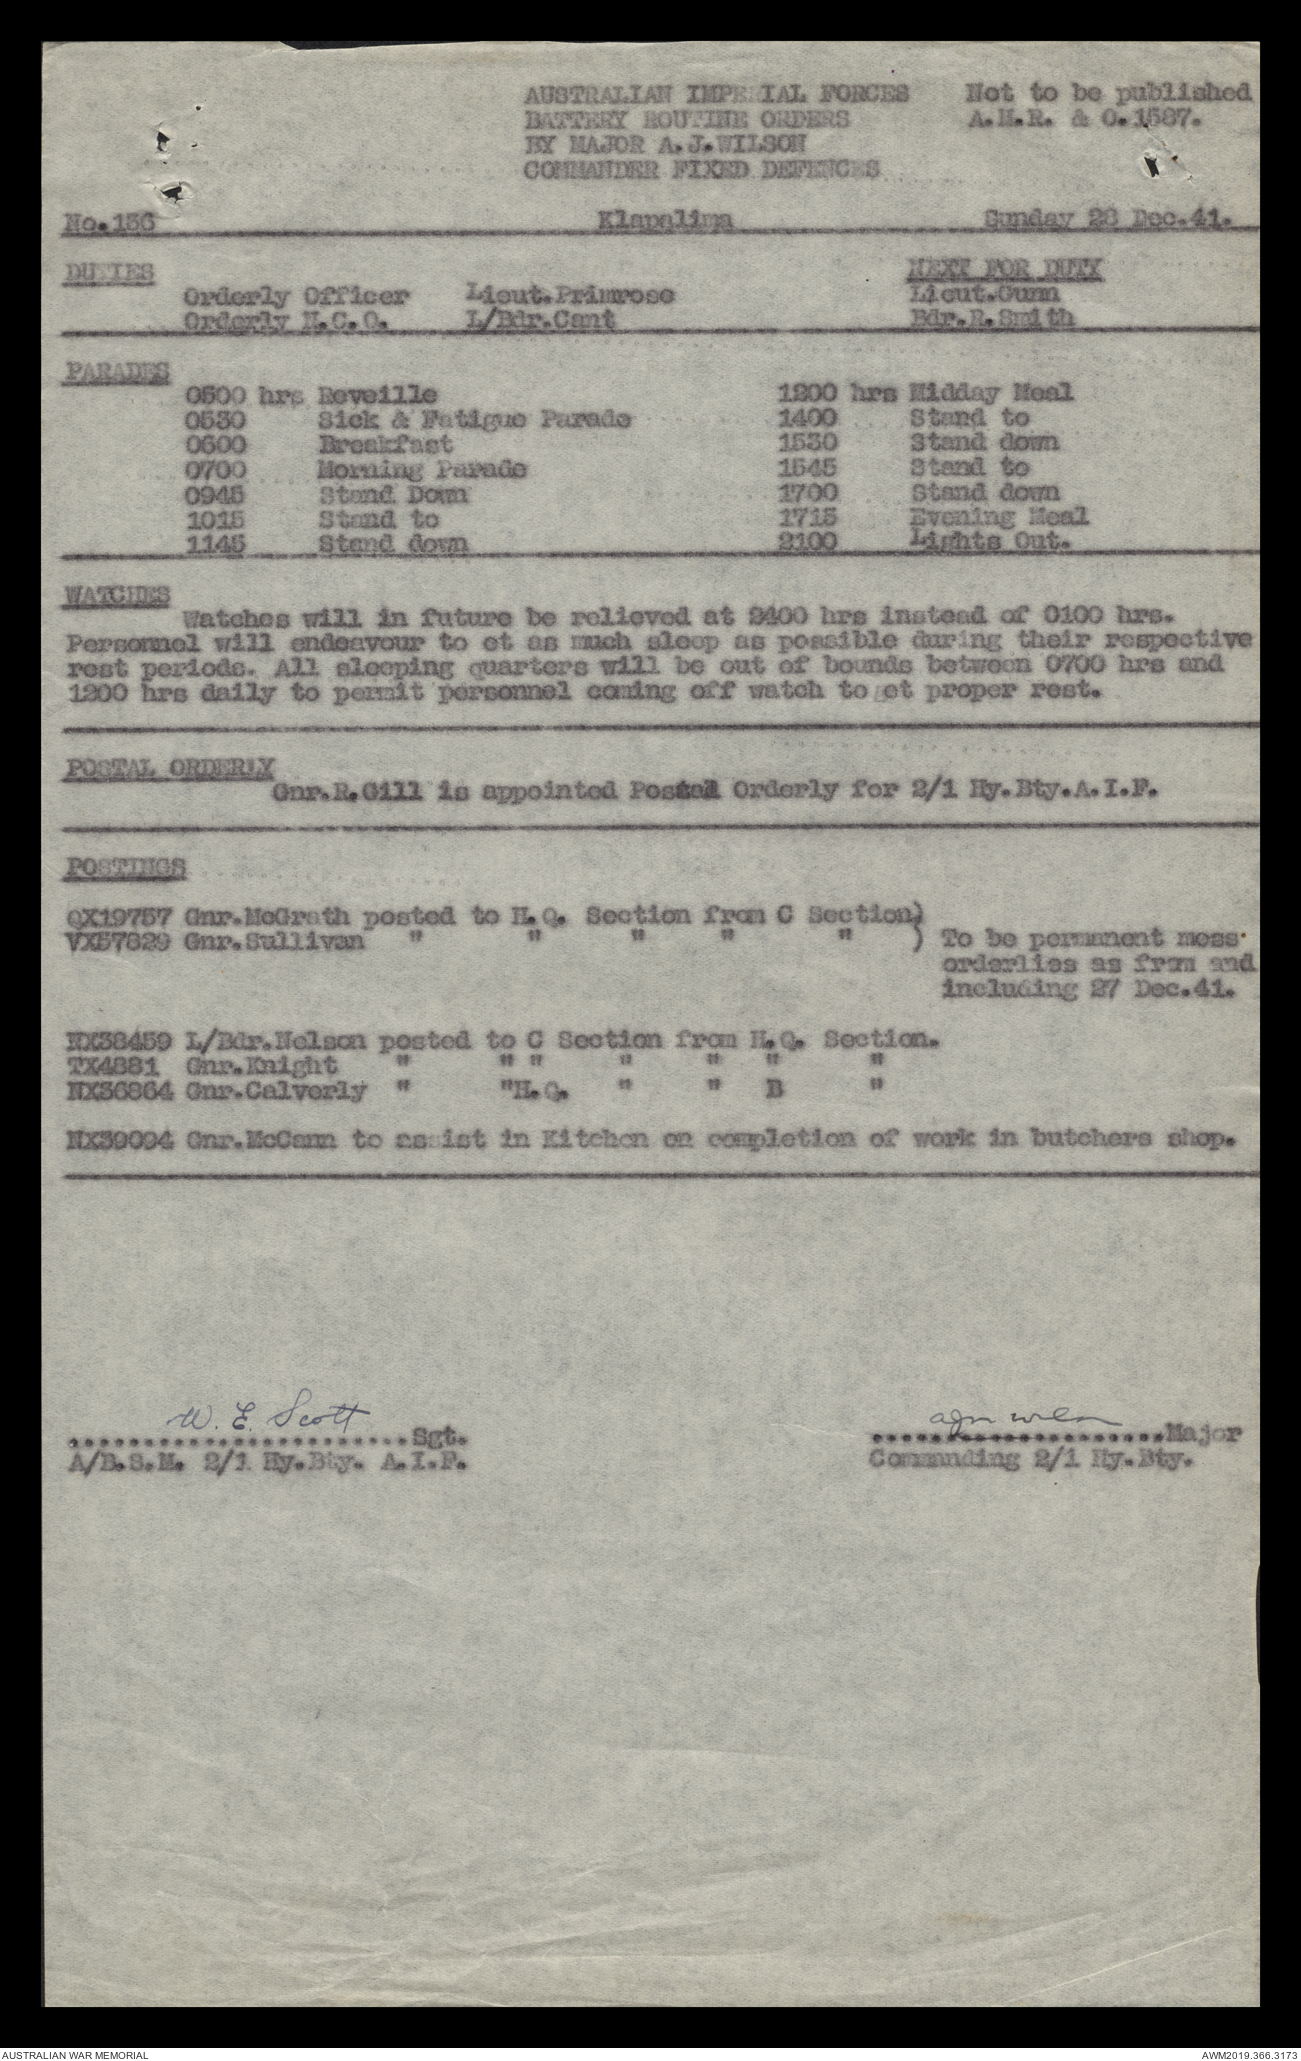 AUSTRALIAN IMPERIAL FORCES Not to be published
BATTERY ROUTINE ORDERS A.M.R. & O.1587.
BY MAJOR A.J.WILSON
COMMANDER FIXED DEFENCES
No.136 Klapalima Sunday 28 Dec.41.
DUTIES NEXT FOR DUTY
Orderly Officer Lieut.Primrose Lieut.Gunn
Orderly N.C.O. L/Bdr.Cant Bdr.R.Smith
PARADES
0500 hrs Reveille 1200 hrs Midday Meal
0530 Sick & Fatigue Parade 1400 Stand to
0600 Breakfast 1530 Stand down
0700 Morning Parade 1545 Stand to
0945 Stand Down 1700 Stand down
1015 Stand to 1715 Evening Meal
1145 Stand down 2100 Lights Out.
WATCHES
Watches will in future be relieved at 2400 hrs instead of 0100 hrs.
Personnel will endeavour to et as much sleep as possible during their respective
rest periods. All sleeping quarters will be out of bounds between 0700 hrs and
1200 hrs daily to permit personnel coming off watch to get proper rest.
POSTAL ORDERLY
Gnr.R.Gill is appointed Postal Orderly for 2/1 Hy.Bty.A.I.F.
POSTINGS
QX19757 Gnr.McGrath posted to H.Q. Section from C Section)
VX57829 Gnr.Sullivan " " " " " ) To be permanent mess
orderlies as from and
including 27 Dec.41.
NX38459 L/Bdr.Nelson posted to C Section from H.Q. Section.
TX4881 Gnr.Knight " " " " " " "
NX36864 Gnr.Calverly " "H.Q. " " B "
NX39094 Gnr.McCann to assist in Kitchen on completion of work in butchers shop.
W. E. Scott AJM Wilson
.......................Sgt. ....................Major
A/B.S.M. 2/1 Hy.Bty. A.I.F. Commanding 2/1 Hy.Bty.
AUSTRALIAN WAR MEMORIAL AWM2019.366.3173